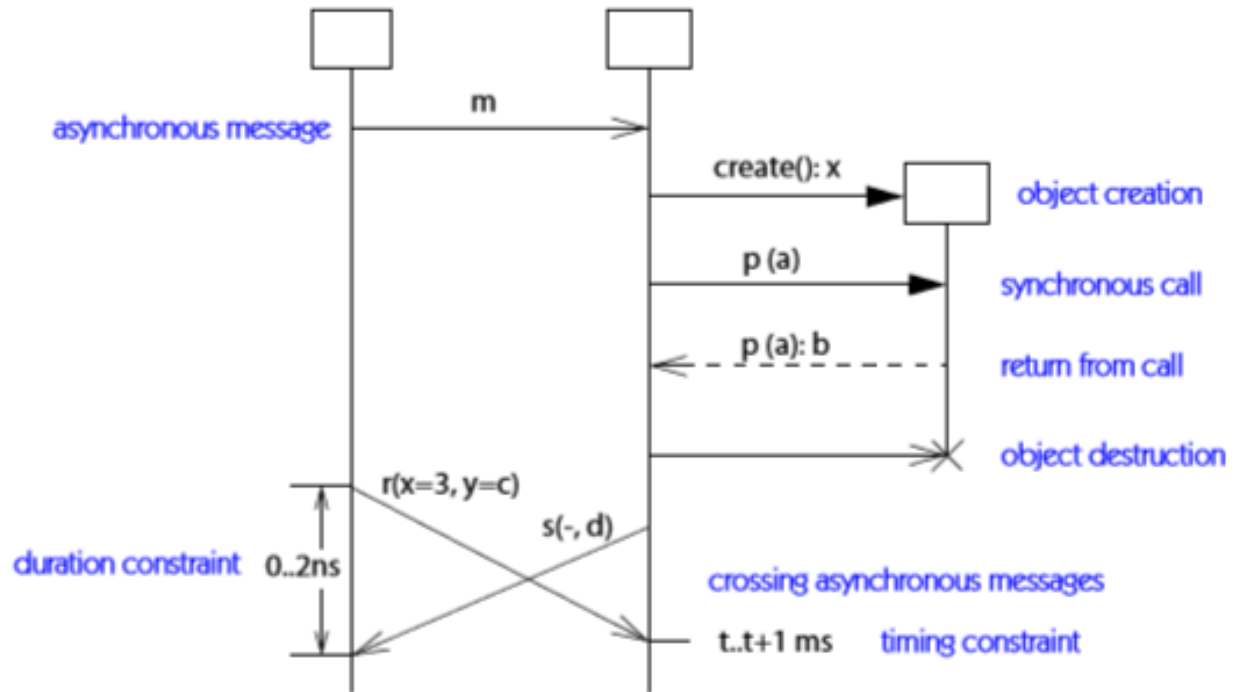 m
asynchronous message
create(): x
object creation
p (a)
synchronous call
p (a): b
return from call
object destruction
r(x=3, y=c)
s(-, d)
duration constraint
0..2ns
crossing asynchronous messages
t..t+1 ms
timing constraint